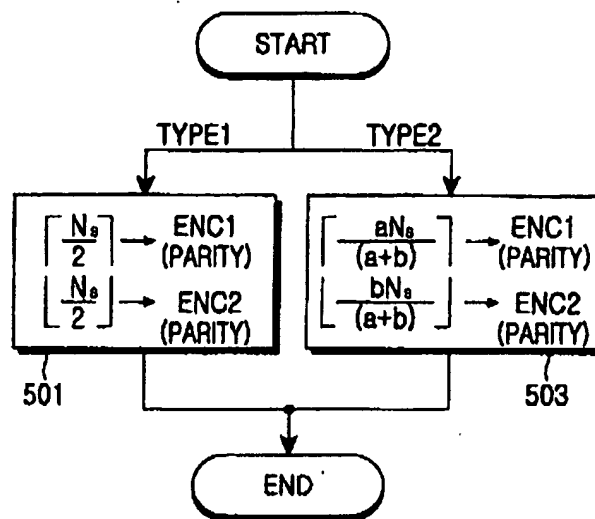 START
TYPE1
TYPE2
⌈Ns/2⌉ → ENC1
(PARITY)
⌊Ns/2⌋ → ENC2
(PARITY)
501
⌈aNs/(a+b)⌉ → ENC1
(PARITY)
⌊bNs/(a+b)⌋ → ENC2
(PARITY)
503
END